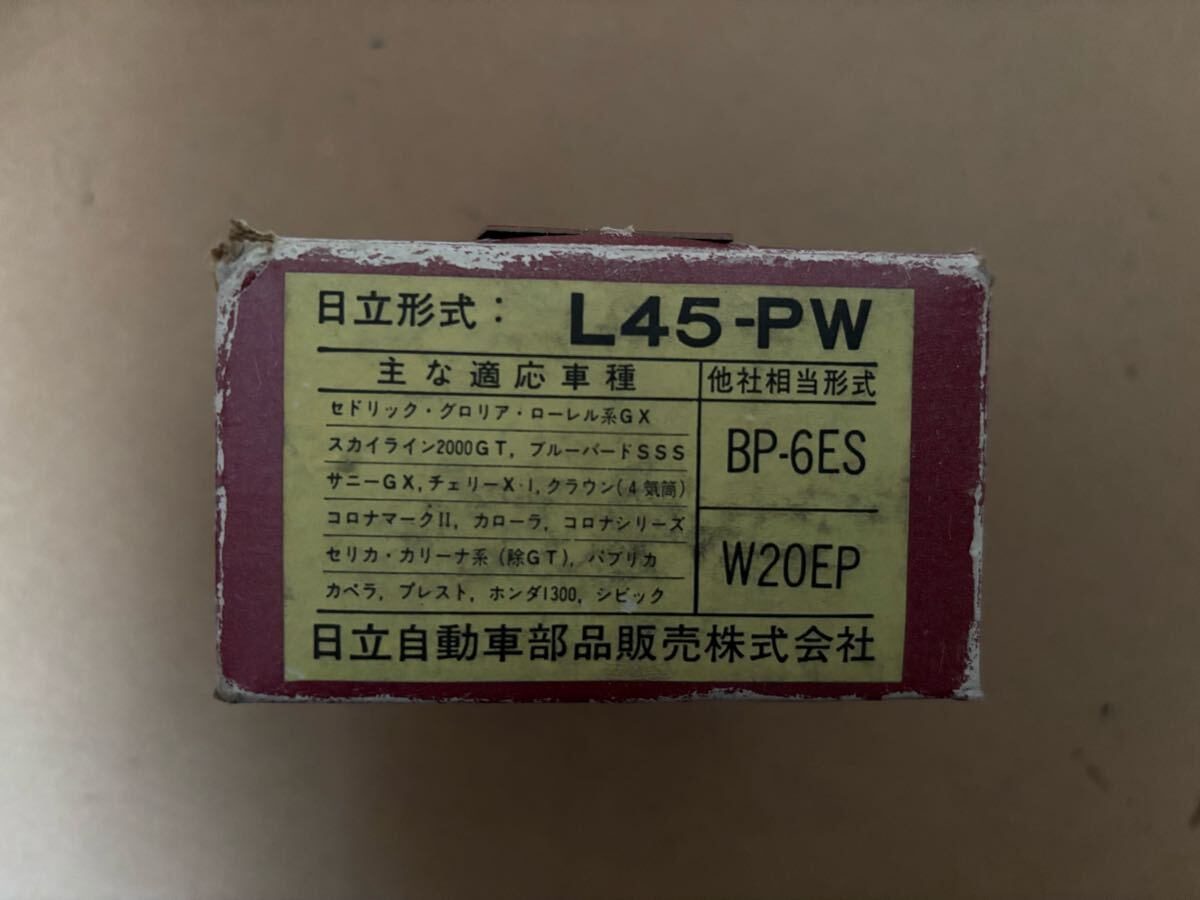 日立形式: L45-PW
主な適応車種
他社相当形式
セドリック・グロリア・ローレル系GX
スカイライン2000GT, ブルーバードSSS
サニーGX, チェリーX・1, クラウン(4気筒)
コロナマークII, カローラ, コロナシリーズ
セリカ・カリーナ系(除GT), パブリカ
カペラ, プレスト, ホンダ1300, シビック
BP-6ES
W20EP
日立自動車部品販売株式会社